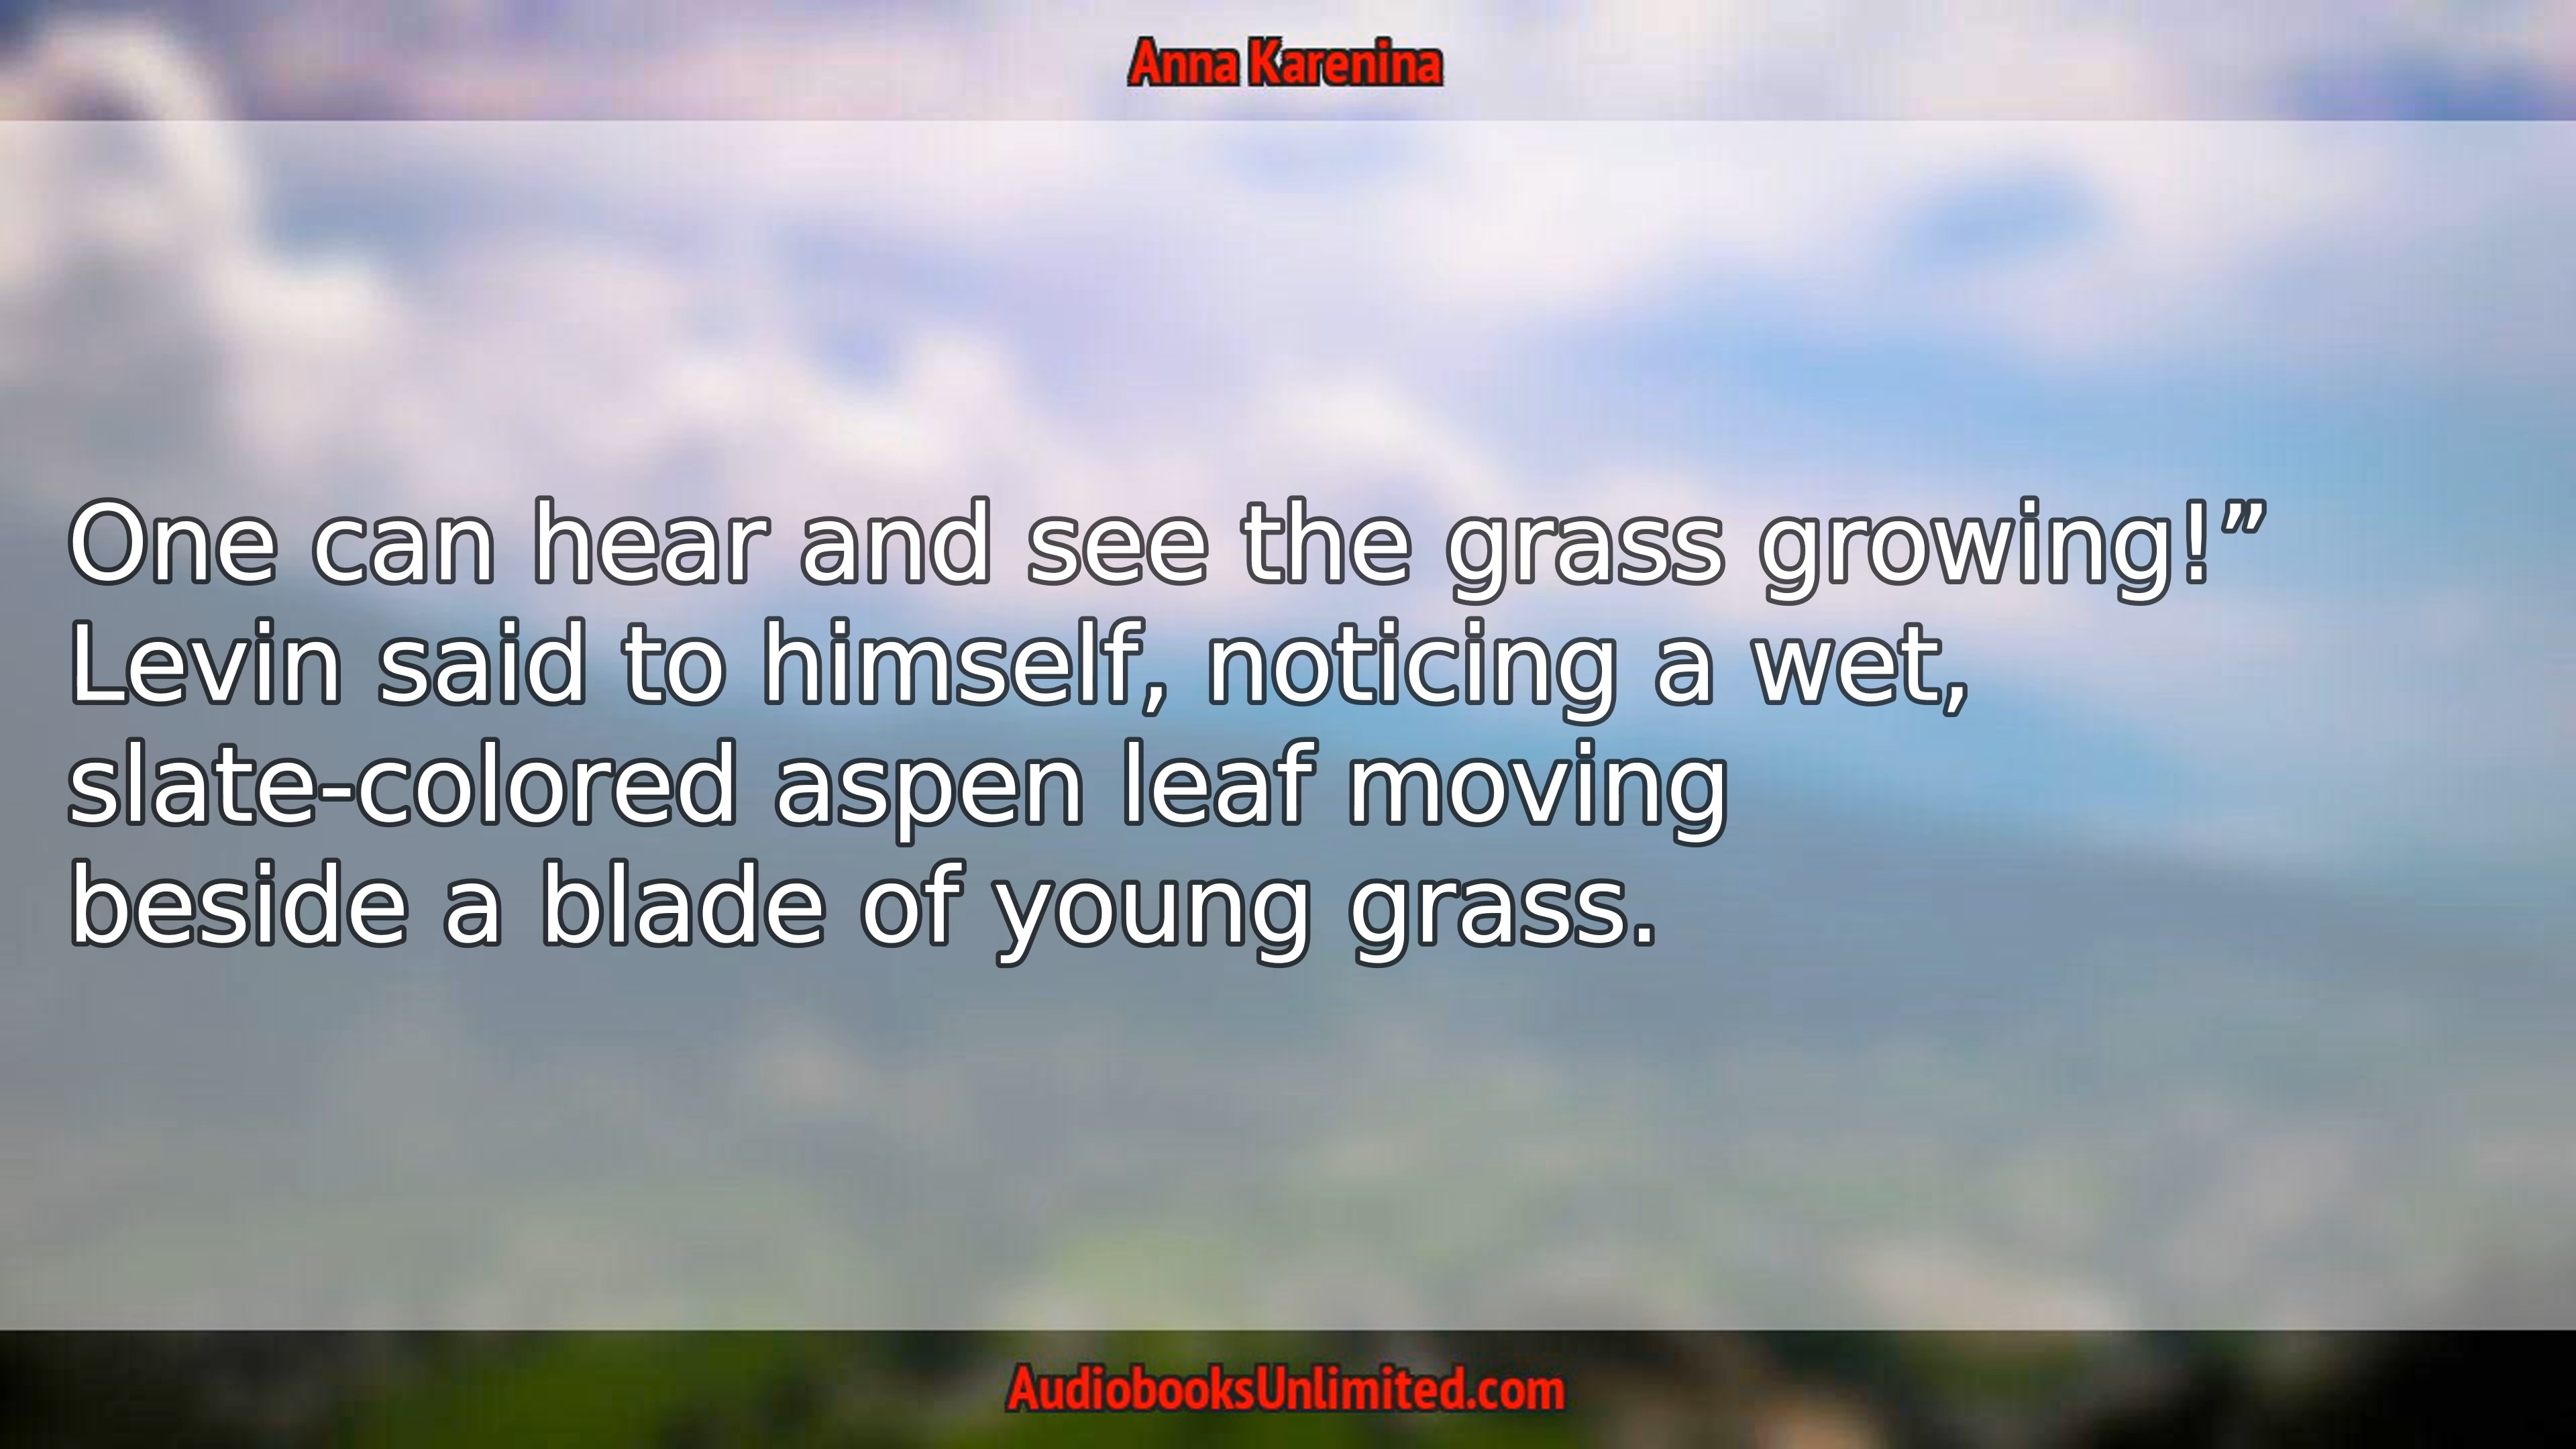 Anna Karenina
One can hear and see the grass growing!”
Levin said to himself, noticing a wet,
slate-colored aspen leaf moving
beside a blade of young grass.
AudiobooksUnlimited.com